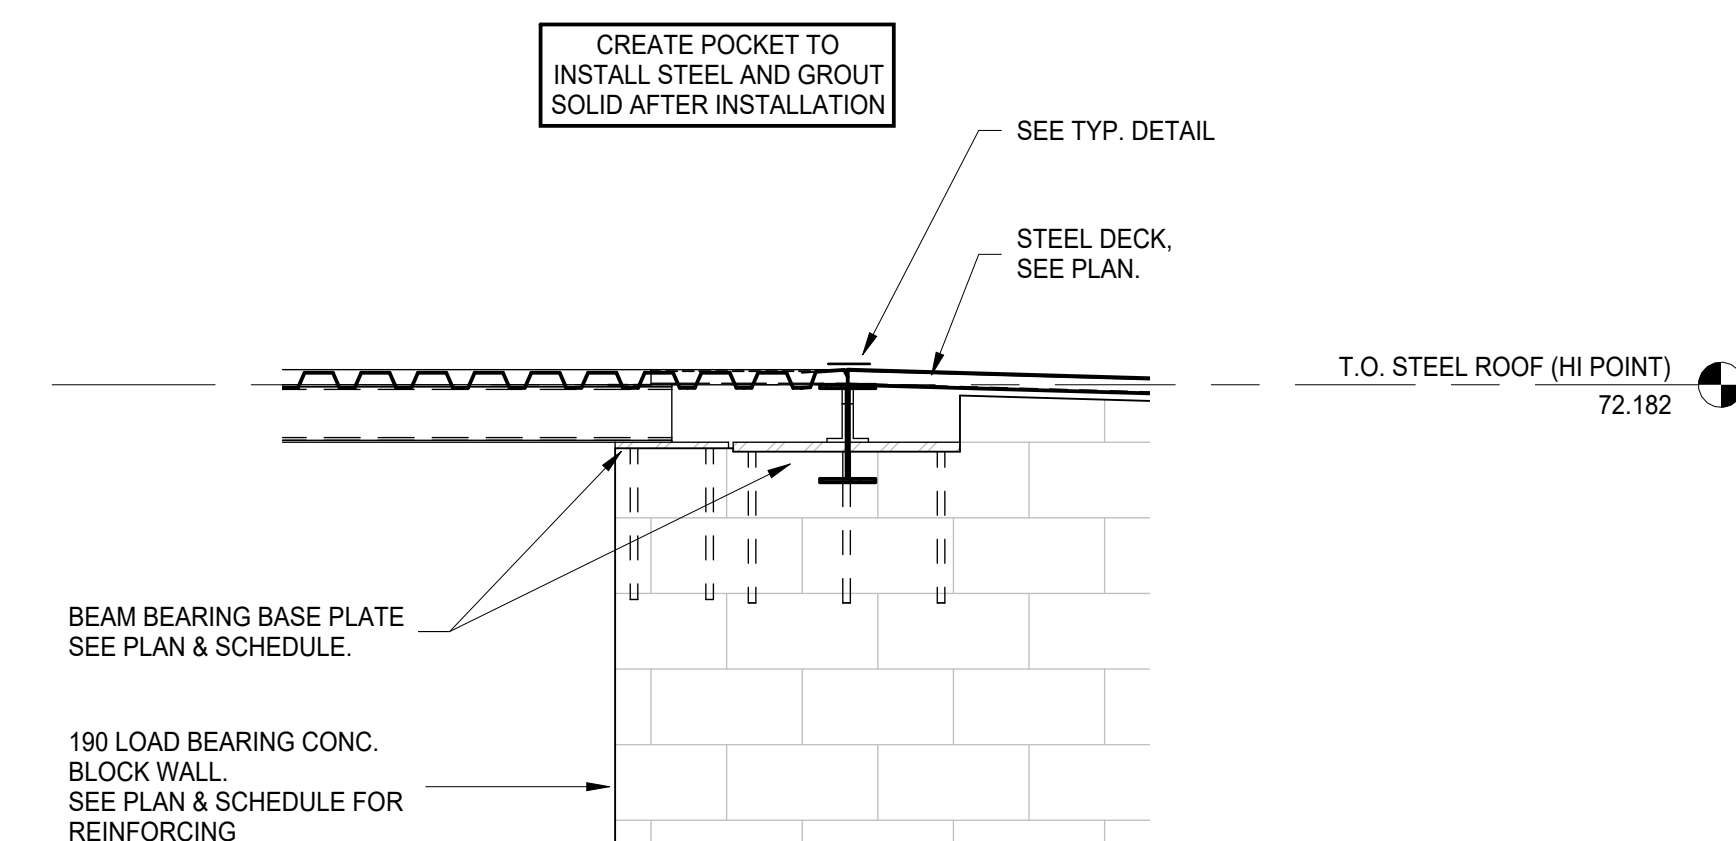 CREATE POCKET TO
INSTALL STEEL AND GROUT
SOLID AFTER INSTALLATION
SEE TYP. DETAIL
STEEL DECK,
SEE PLAN.
T.O. STEEL ROOF (HI POINT)
72.182
BEAM BEARING BASE PLATE
SEE PLAN & SCHEDULE.
190 LOAD BEARING CONC.
BLOCK WALL.
SEE PLAN & SCHEDULE FOR
REINFORCING